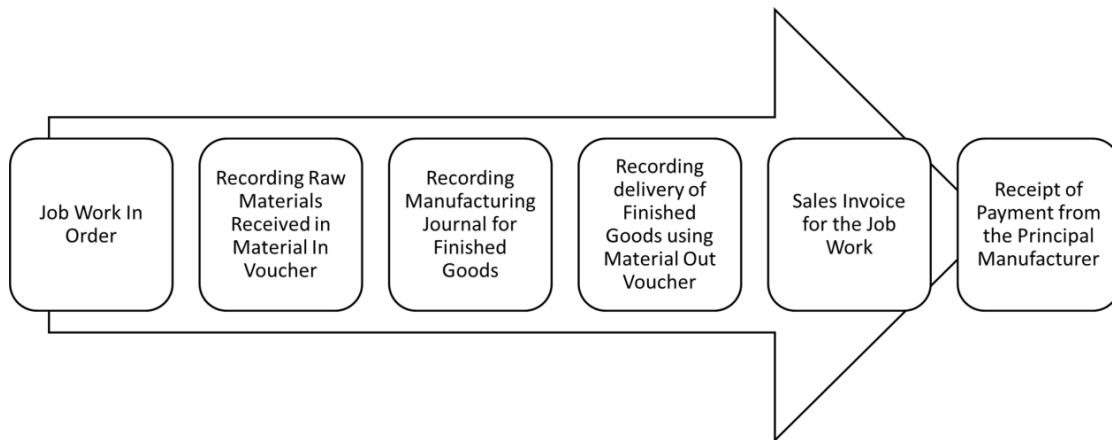 Job Work In
Order
Recording Raw
Materials
Received in
Material In
Voucher
Recording
Manufacturing
Journal for
Finished
Goods
Recording
delivery of
Finished
Goods using
Material Out
Voucher
Sales Invoice
for the Job
Work
Receipt of
Payment from
the Principal
Manufacturer